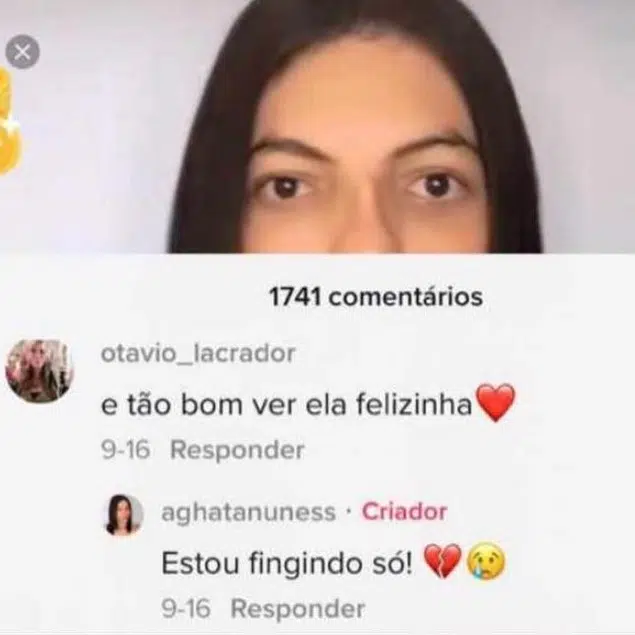 1741 comentários
otavio_lacrador
e tão bom ver ela felizinha❤️
9-16 Responder
aghatanuness · Criador
Estou fingindo só! 💔😢
9-16 Responder